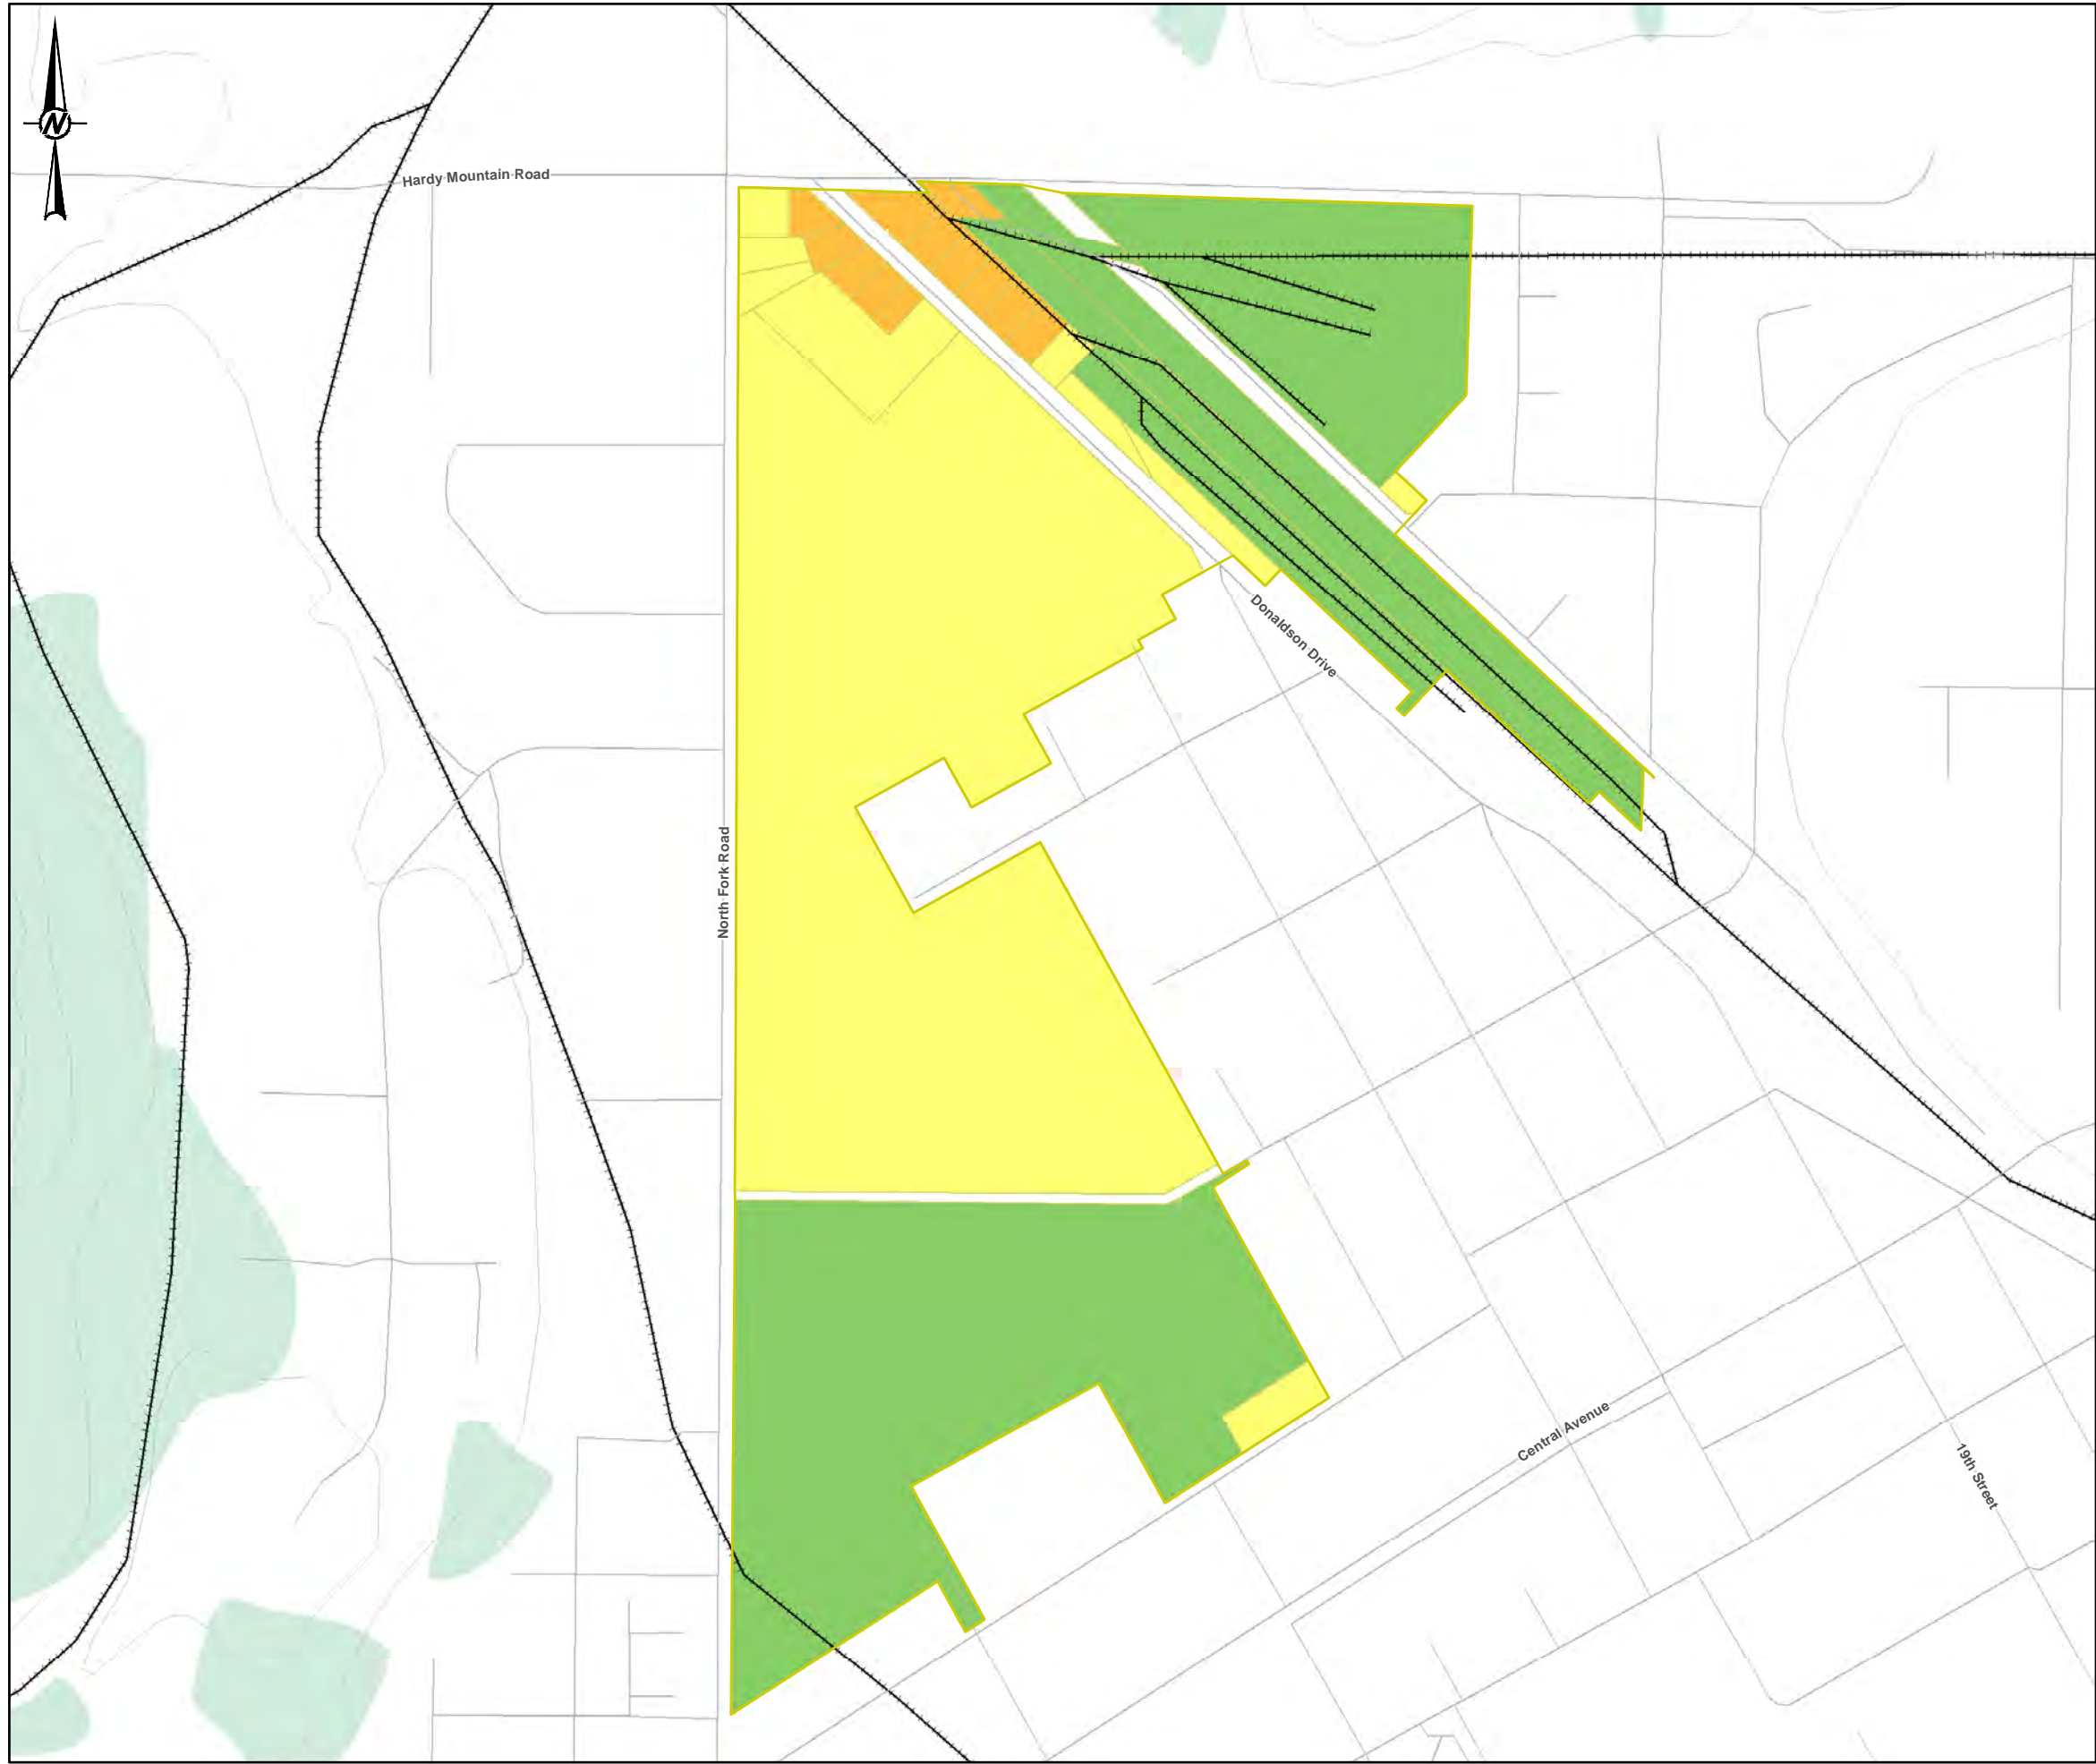 N
Hardy Mountain Road
Donaldson Drive
North Fork Road
Central Avenue
19th Street